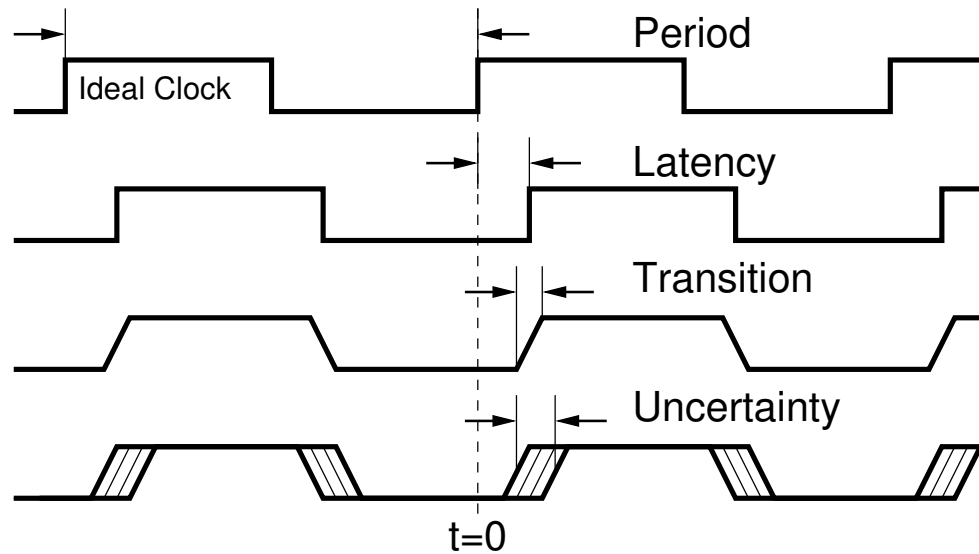 Period
Ideal Clock
Latency
Transition
Uncertainty
t=0